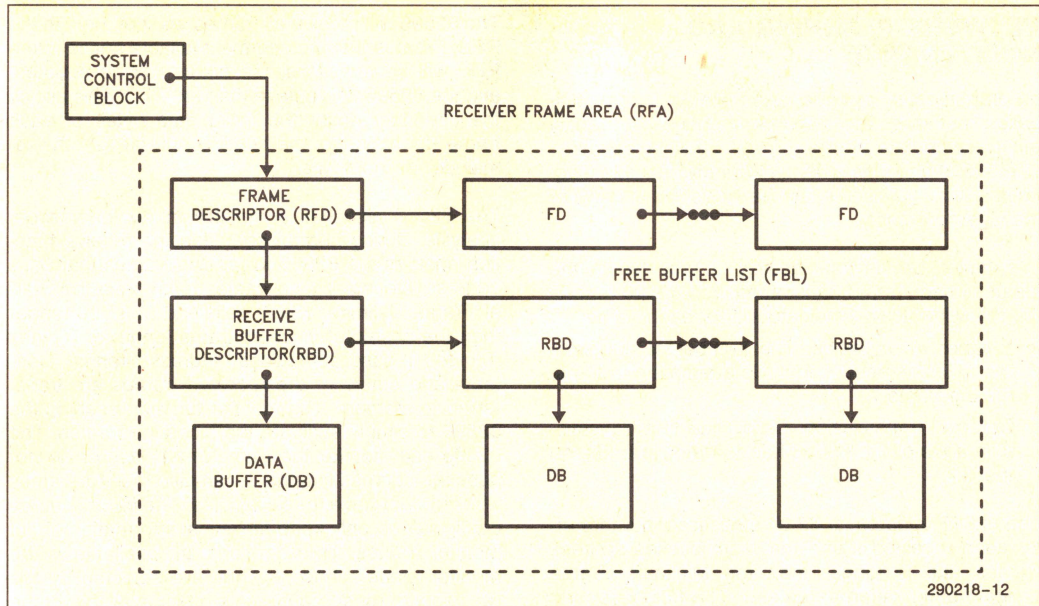 SYSTEM
CONTROL
BLOCK
RECEIVER FRAME AREA (RFA)
FRAME
DESCRIPTOR (RFD)
FD
FD
FREE BUFFER LIST (FBL)
RECEIVE
BUFFER
DESCRIPTOR(RBD)
RBD
RBD
DATA
BUFFER (DB)
DB
DB
290218-12